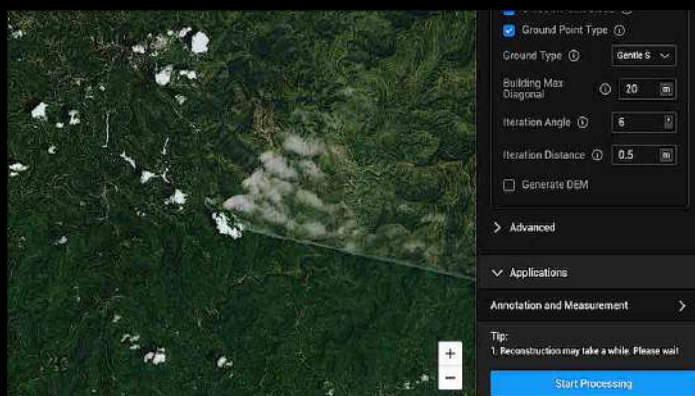 Ground Point Type
Ground Type Gentle S
Building Max
Diagonal 20 m
Iteration Angle 6 °
Iteration Distance 0.5 m
Generate DEM
Advanced
Applications
Annotation and Measurement
Tip:
1. Reconstruction may take a while. Please wait
Start Processing
+
−